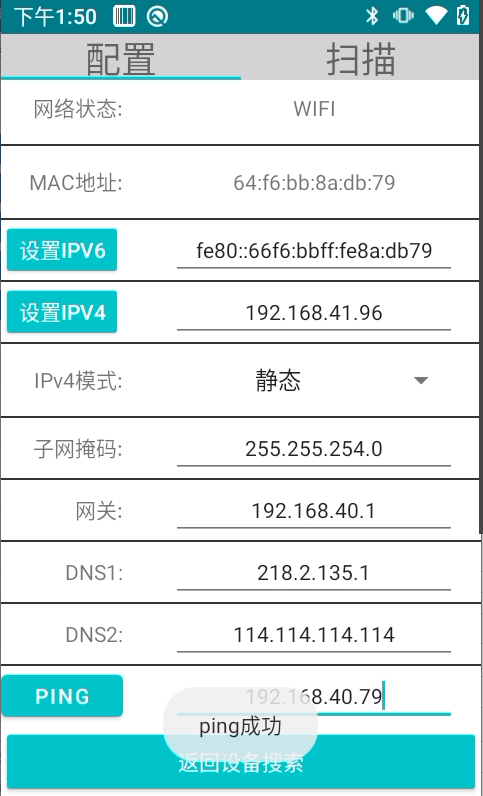 下午1:50
配置 扫描
网络状态: WIFI
MAC地址: 64:f6:bb:8a:db:79
设置IPV6 fe80::66f6:bbff:fe8a:db79
设置IPV4 192.168.41.96
IPv4模式: 静态
子网掩码: 255.255.254.0
网关: 192.168.40.1
DNS1: 218.2.135.1
DNS2: 114.114.114.114
PING 192.168.40.79
ping成功
返回设备搜索